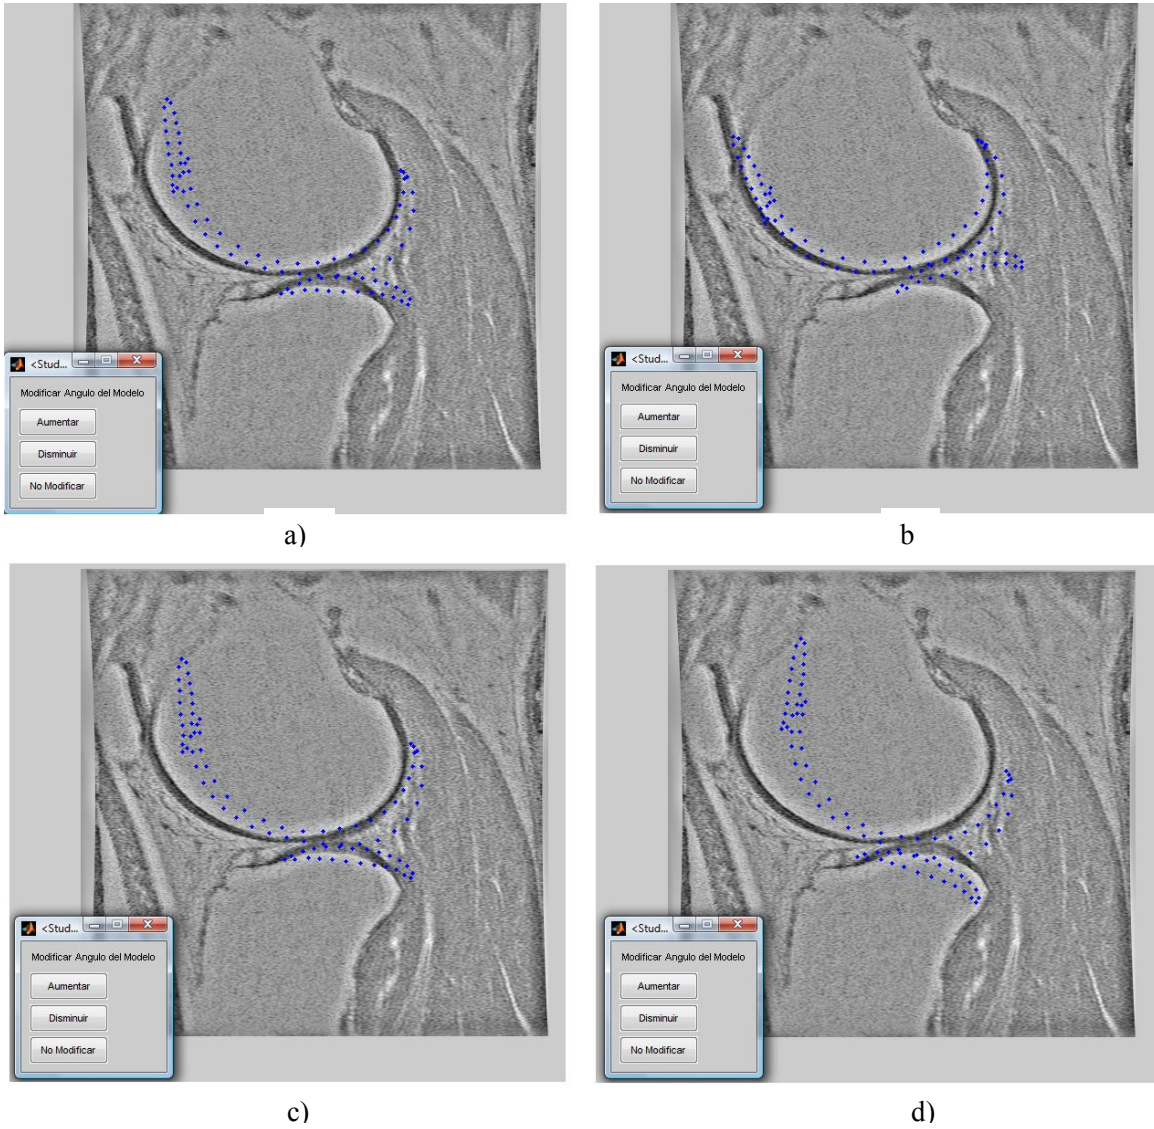 <Stud...
Modificar Angulo del Modelo
Aumentar
Disminuir
No Modificar
a)
<Stud...
Modificar Angulo del Modelo
Aumentar
Disminuir
No Modificar
b
<Stud...
Modificar Angulo del Modelo
Aumentar
Disminuir
No Modificar
c)
<Stud...
Modificar Angulo del Modelo
Aumentar
Disminuir
No Modificar
d)